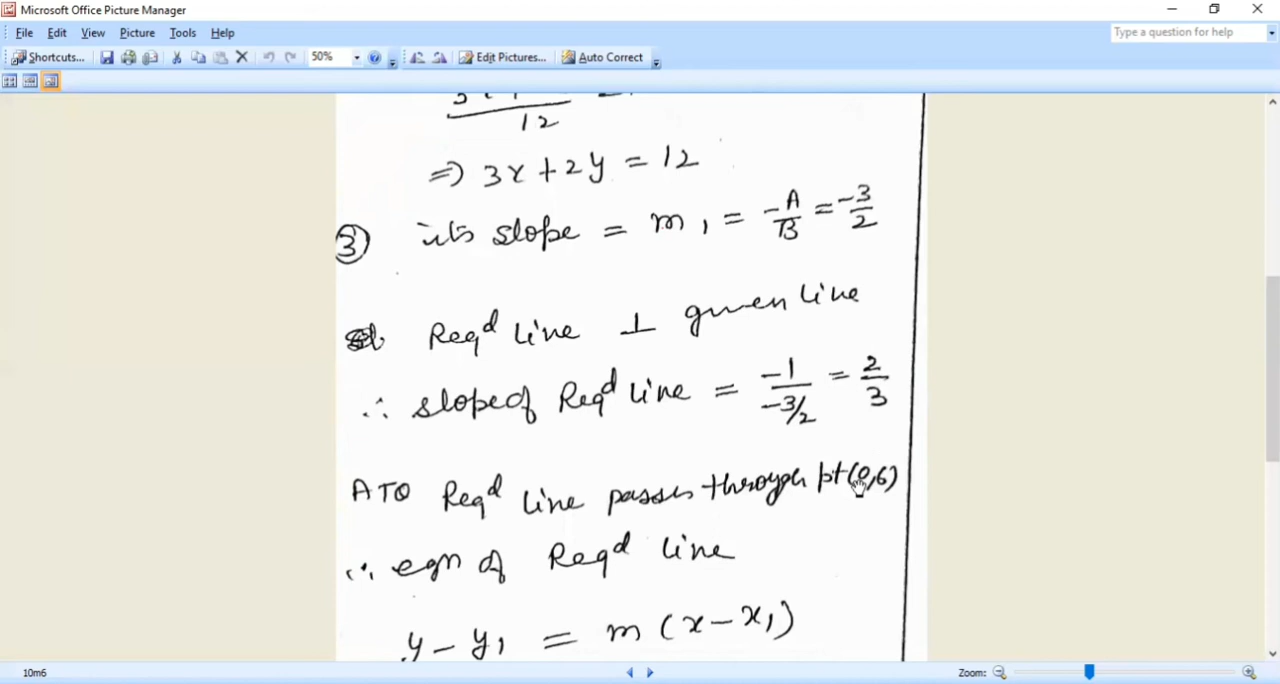 Microsoft Office Picture Manager
File Edit View Picture Tools Help
Type a question for help
Shortcuts... 50% Edit Pictures... Auto Correct
12
⇒ 3x + 2y = 12
③ its slope = m₁ = -A/B = -3/2
Reqᵈ line ⊥ given line
∴ slope of Reqᵈ line = -1/(-3/2) = 2/3
ATQ Reqᵈ line passes through pt (0,6)
∴ eqn of Reqᵈ line
y - y₁ = m (x - x₁)
10m6
Zoom: